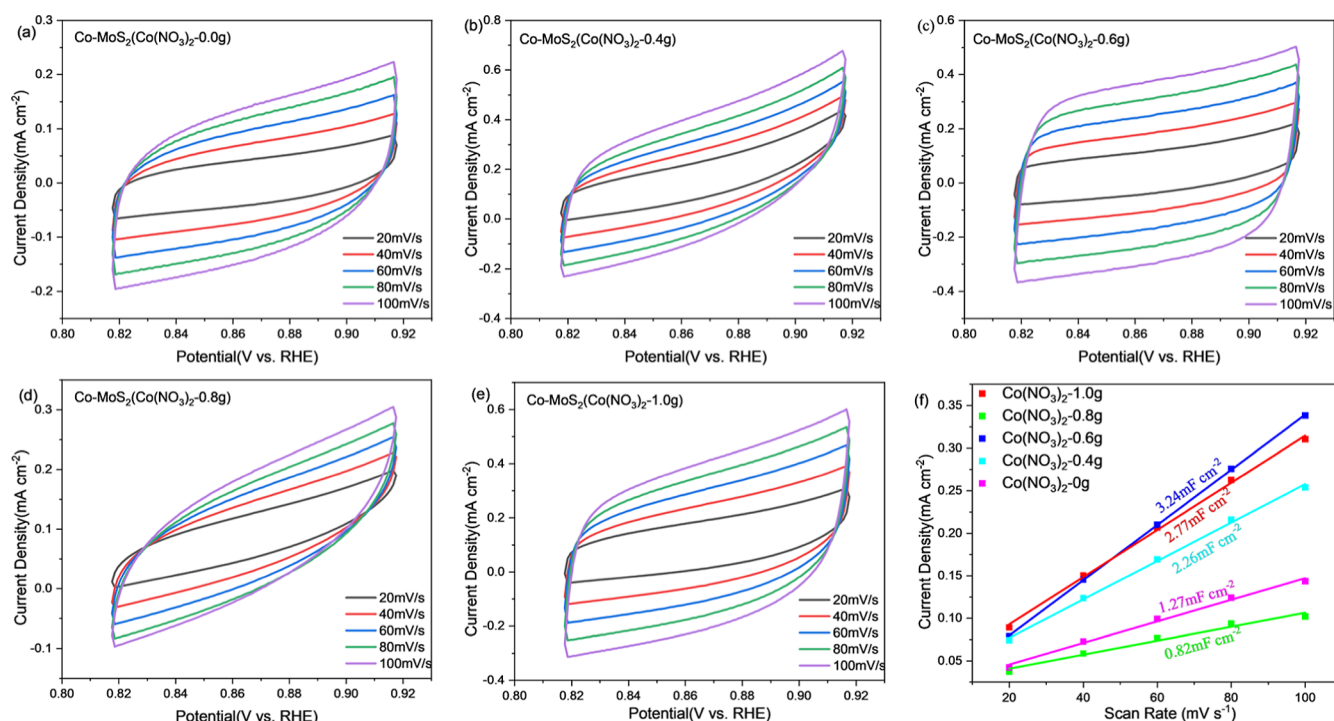 (a)
Co-MoS₂(Co(NO₃)₂-0.0g)
Current Density(mA cm⁻²)
0.3
0.2
0.1
0.0
-0.1
-0.2
20mV/s
40mV/s
60mV/s
80mV/s
100mV/s
0.80 0.82 0.84 0.86 0.88 0.90 0.92
Potential(V vs. RHE)
(b)
Co-MoS₂(Co(NO₃)₂-0.4g)
Current Density(mA cm⁻²)
0.8
0.6
0.4
0.2
0.0
-0.2
-0.4
20mV/s
40mV/s
60mV/s
80mV/s
100mV/s
0.80 0.82 0.84 0.86 0.88 0.90 0.92
Potential(V vs. RHE)
(c)
Co-MoS₂(Co(NO₃)₂-0.6g)
Current Density(mA cm⁻²)
0.6
0.4
0.2
0.0
-0.2
-0.4
20mV/s
40mV/s
60mV/s
80mV/s
100mV/s
0.80 0.82 0.84 0.86 0.88 0.90 0.92
Potential(V vs. RHE)
(d)
Co-MoS₂(Co(NO₃)₂-0.8g)
Current Density(mA cm⁻²)
0.3
0.2
0.1
0.0
-0.1
20mV/s
40mV/s
60mV/s
80mV/s
100mV/s
0.80 0.82 0.84 0.86 0.88 0.90 0.92
Potential(V vs. RHE)
(e)
Co-MoS₂(Co(NO₃)₂-1.0g)
Current Density(mA cm⁻²)
0.6
0.4
0.2
0.0
-0.2
-0.4
20mV/s
40mV/s
60mV/s
80mV/s
100mV/s
0.80 0.82 0.84 0.86 0.88 0.90 0.92
Potential(V vs. RHE)
(f)
Co(NO₃)₂-1.0g
Co(NO₃)₂-0.8g
Co(NO₃)₂-0.6g
Co(NO₃)₂-0.4g
Co(NO₃)₂-0g
Current Density(mA cm⁻²)
0.35
0.30
0.25
0.20
0.15
0.10
0.05
3.24mF cm⁻²
2.77mF cm⁻²
2.26mF cm⁻²
1.27mF cm⁻²
0.82mF cm⁻²
20 40 60 80 100
Scan Rate (mV s⁻¹)